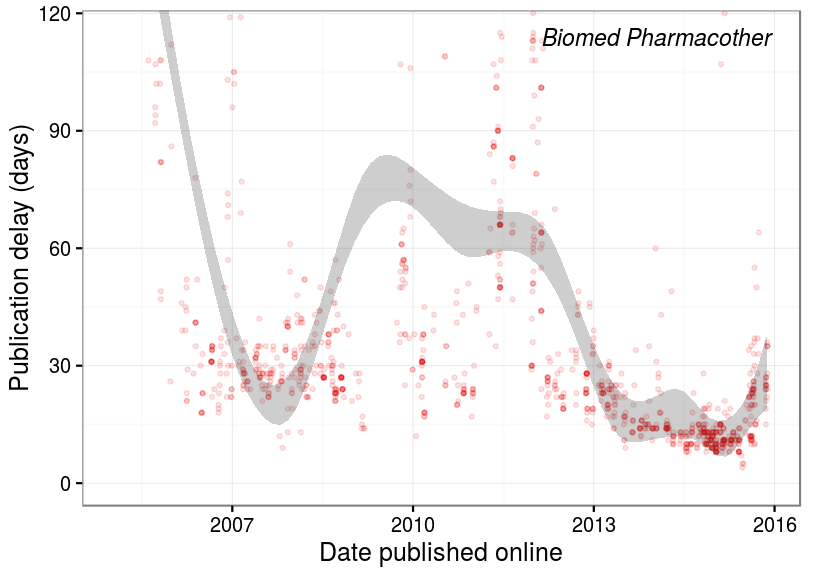 Biomed Pharmacother
Publication delay (days)
120
90
60
30
0
2007 2010 2013 2016
Date published online